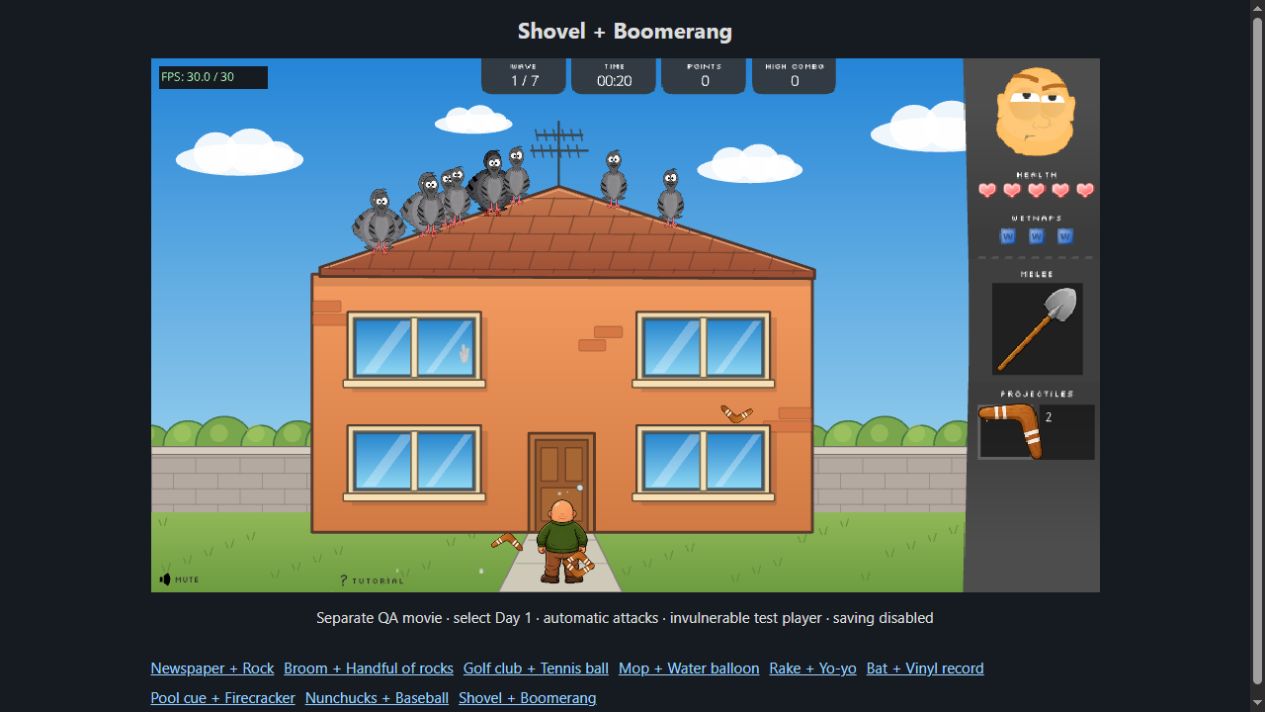 Shovel + Boomerang
FPS: 30.0 / 30
WAVE
1 / 7
TIME
00:20
POINTS
0
HIGH COMBO
0
HEALTH
WETNAPS
W W W
MELEE
PROJECTILES
2
MUTE
? TUTORIAL
Separate QA movie · select Day 1 · automatic attacks · invulnerable test player · saving disabled
Newspaper + Rock Broom + Handful of rocks Golf club + Tennis ball Mop + Water balloon Rake + Yo-yo Bat + Vinyl record
Pool cue + Firecracker Nunchucks + Baseball Shovel + Boomerang